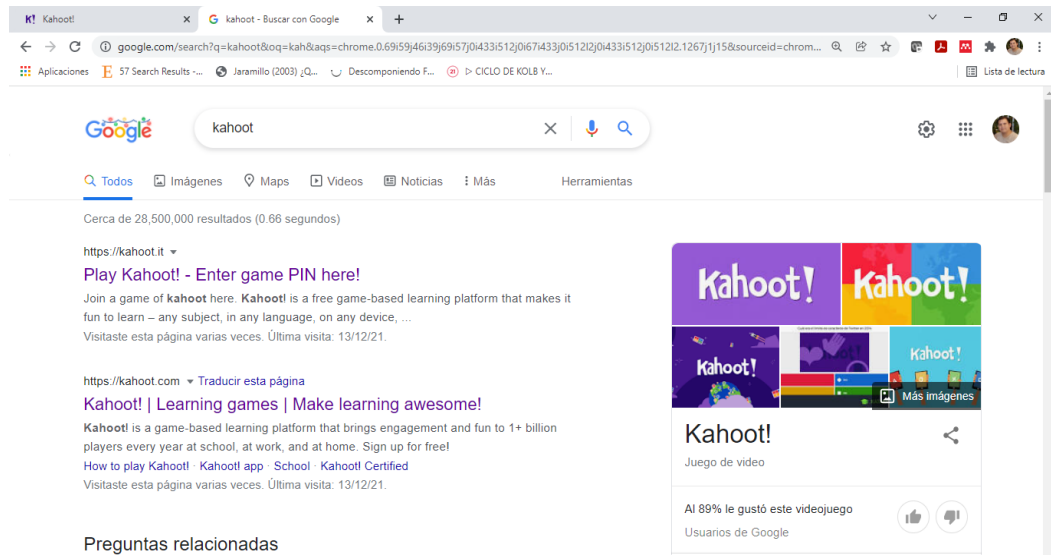 Kahoot!
kahoot - Buscar con Google
google.com/search?q=kahoot&oq=kah&aqs=chrome.0.69i59j46i39j69i57j0i433i512j0i67i433j0i512l2j0i433i512j0i512l2.1267j1j15&sourceid=chrom...
Aplicaciones
57 Search Results -...
Jaramillo (2003) ¿Q...
Descomponiendo F...
▷ CICLO DE KOLB Y...
Lista de lectura
Google
kahoot
Todos
Imágenes
Maps
Videos
Noticias
Más
Herramientas
Cerca de 28,500,000 resultados (0.66 segundos)
https://kahoot.it
Play Kahoot! - Enter game PIN here!
Join a game of kahoot here. Kahoot! is a free game-based learning platform that makes it
fun to learn – any subject, in any language, on any device, ...
Visitaste esta página varias veces. Última visita: 13/12/21.
https://kahoot.com Traducir esta página
Kahoot! | Learning games | Make learning awesome!
Kahoot! is a game-based learning platform that brings engagement and fun to 1+ billion
players every year at school, at work, and at home. Sign up for free!
How to play Kahoot! · Kahoot! app · School · Kahoot! Certified
Visitaste esta página varias veces. Última visita: 13/12/21.
Preguntas relacionadas
Kahoot!
Kahoot!
Kahoot!
Kahoot!
Más imágenes
Kahoot!
Juego de video
Al 89% le gustó este videojuego
Usuarios de Google